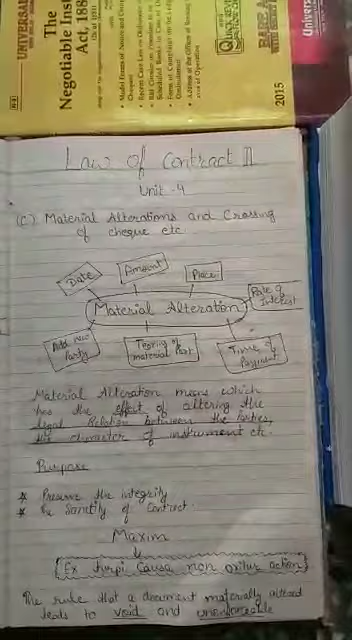 UNIVERSAL
The
Negotiable Inst
Act, 188
BARE A
Univers
2015
Law of Contract II
Unit - 4
(C) Material Alterations and Crossing
of cheque etc
Date
Amount
Place
Rate of
Interest
Material Alteration
Add new
Party
Tearing of
material Part
Time of
Payment
Material Alteration means which
has the effect of altering the
legal Relation between the Parties,
the character of instrument etc.
Purpose
* Preserve the integrity
* The Sanctity of Contract
Maxim
Ex turpi Causa non oritur action
The rule that a document materially altered
leads to void and unenforceable